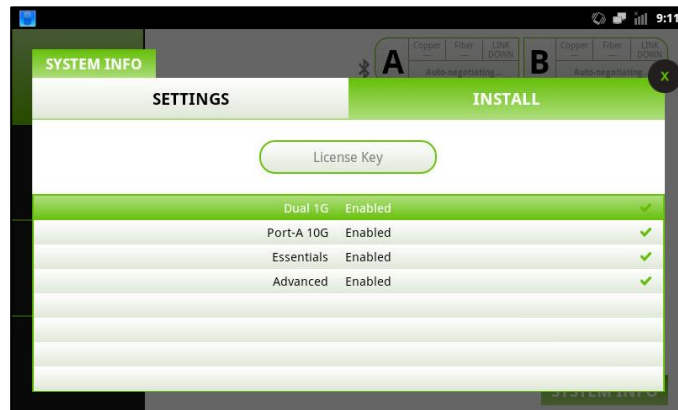 9:11
SYSTEM INFO
A
Copper
Fiber
LINK DOWN
Auto-negotiating...
B
Copper
Fiber
LINK DOWN
Auto-negotiating...
X
SETTINGS
INSTALL
License Key
Dual 1G Enabled
Port-A 10G Enabled
Essentials Enabled
Advanced Enabled
SYSTEM INFO